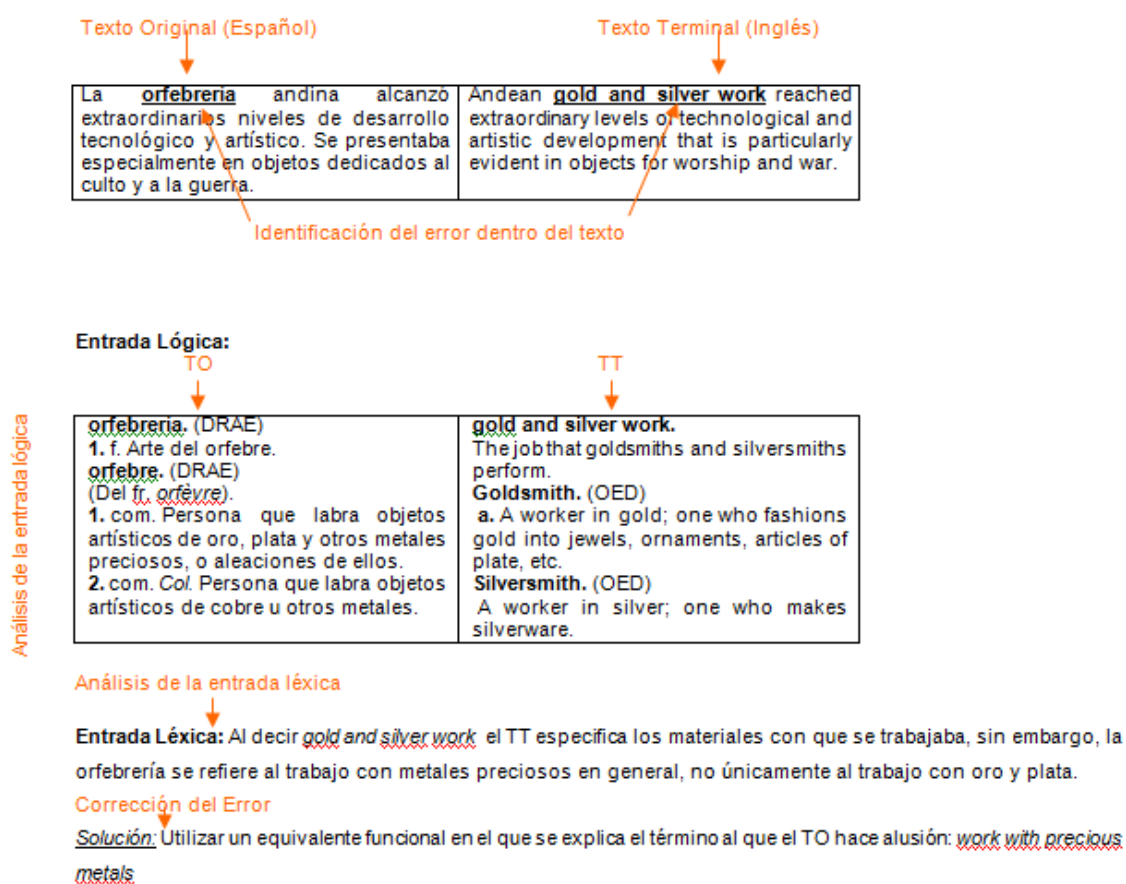 Texto Original (Español)
Texto Terminal (Inglés)
La orfebreria andina alcanzó
extraordinarios niveles de desarrollo
tecnológico y artístico. Se presentaba
especialmente en objetos dedicados al
culto y a la guerra.
Andean gold and silver work reached
extraordinary levels of technological and
artistic development that is particularly
evident in objects for worship and war.
Identificación del error dentro del texto
Entrada Lógica:
TO
TT
Análisis de la entrada lógica
orfebreria. (DRAE)
1. f. Arte del orfebre.
orfebre. (DRAE)
(Del fr. orfèvre).
1. com. Persona que labra objetos
artísticos de oro, plata y otros metales
preciosos, o aleaciones de ellos.
2. com. Col. Persona que labra objetos
artísticos de cobre u otros metales.
gold and silver work.
The job that goldsmiths and silversmiths
perform.
Goldsmith. (OED)
a. A worker in gold; one who fashions
gold into jewels, ornaments, articles of
plate, etc.
Silversmith. (OED)
A worker in silver; one who makes
silverware.
Análisis de la entrada léxica
Entrada Léxica: Al decir gold and silver work el TT especifica los materiales con que se trabajaba, sin embargo, la
orfebrería se refiere al trabajo con metales preciosos en general, no únicamente al trabajo con oro y plata.
Corrección del Error
Solución: Utilizar un equivalente funcional en el que se explica el término al que el TO hace alusión: work with precious
metals